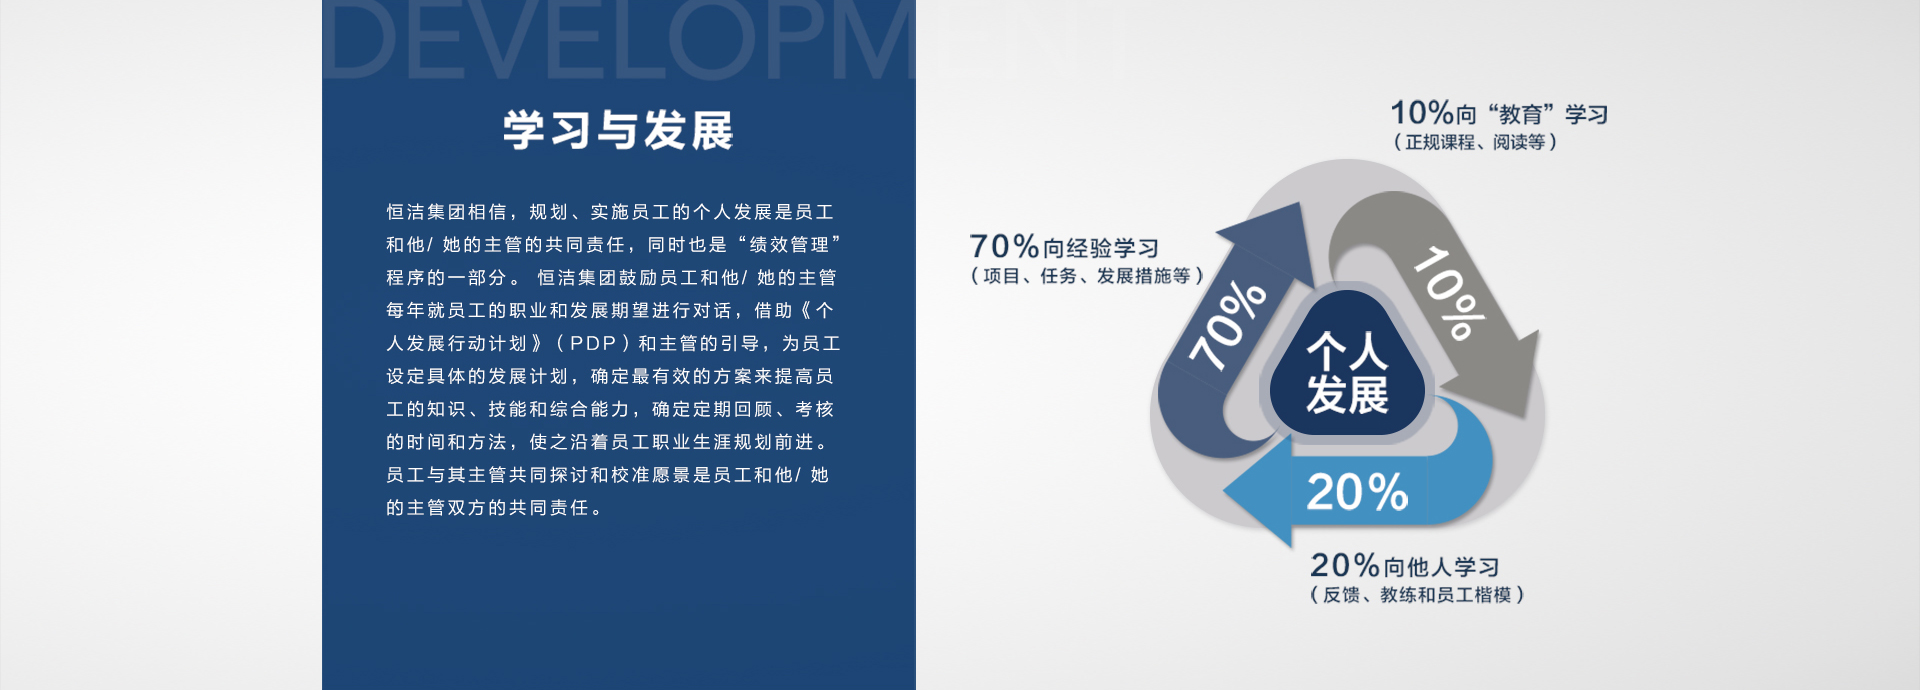 DEVELOPMENT
学习与发展
恒洁集团相信，规划、实施员工的个人发展是员工
和他/ 她的主管的共同责任，同时也是“绩效管理”
程序的一部分。 恒洁集团鼓励员工和他/ 她的主管
每年就员工的职业和发展期望进行对话，借助《个
人发展行动计划》（PDP）和主管的引导，为员工
设定具体的发展计划，确定最有效的方案来提高员
工的知识、技能和综合能力，确定定期回顾、考核
的时间和方法，使之沿着员工职业生涯规划前进。
员工与其主管共同探讨和校准愿景是员工和他/ 她
的主管双方的共同责任。
10%向“教育”学习
（正规课程、阅读等）
70%向经验学习
（项目、任务、发展措施等）
70%
10%
个人
发展
20%
20%向他人学习
（反馈、教练和员工楷模）